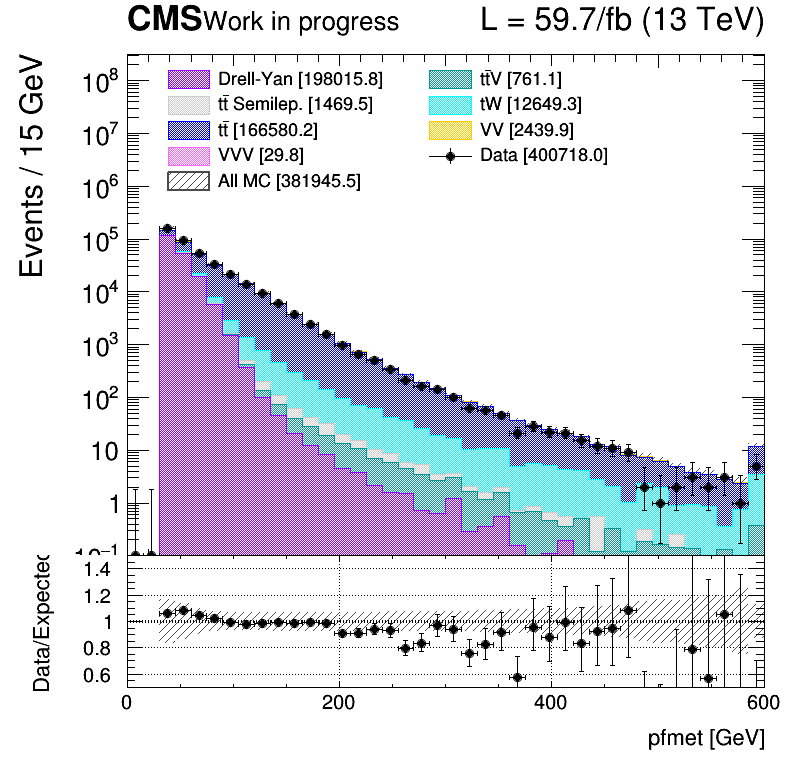 CMS Work in progress L = 59.7/fb (13 TeV)
Events / 15 GeV
10⁸
10⁷
10⁶
10⁵
10⁴
10³
10²
10
1
10⁻¹
Drell-Yan [198015.8]
tt̄ Semilep. [1469.5]
tt̄ [166580.2]
VVV [29.8]
All MC [381945.5]
tt̄V [761.1]
tW [12649.3]
VV [2439.9]
Data [400718.0]
Data/Expected
1.4
1.2
1
0.8
0.6
0 200 400 600
pfmet [GeV]